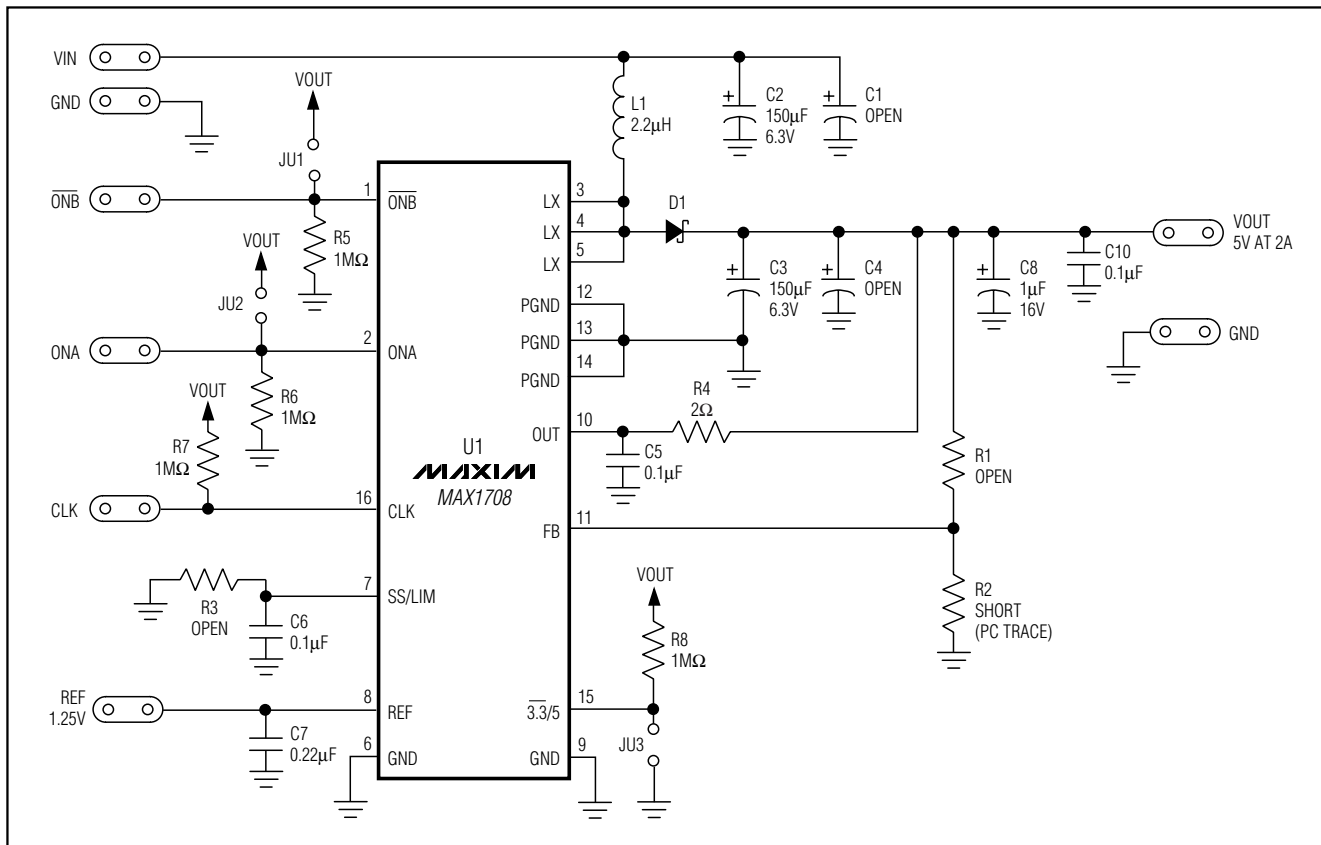 VIN
GND
VOUT
JU1
L1
2.2μH
C2
150μF
6.3V
C1
OPEN
ONB
1
ONB
R5
1MΩ
VOUT
JU2
ONA
2
ONA
R6
1MΩ
VOUT
R7
1MΩ
CLK
16
CLK
R3
OPEN
7
SS/LIM
C6
0.1μF
REF
1.25V
8
REF
C7
0.22μF
6
GND
U1
MAXIM
MAX1708
LX
3
LX
4
LX
5
D1
PGND
12
PGND
13
PGND
14
C3
150μF
6.3V
C4
OPEN
C8
1μF
16V
C10
0.1μF
VOUT
5V AT 2A
GND
OUT
10
R4
2Ω
C5
0.1μF
R1
OPEN
FB
11
R2
SHORT
(PC TRACE)
VOUT
R8
1MΩ
3.3/5
15
JU3
GND
9